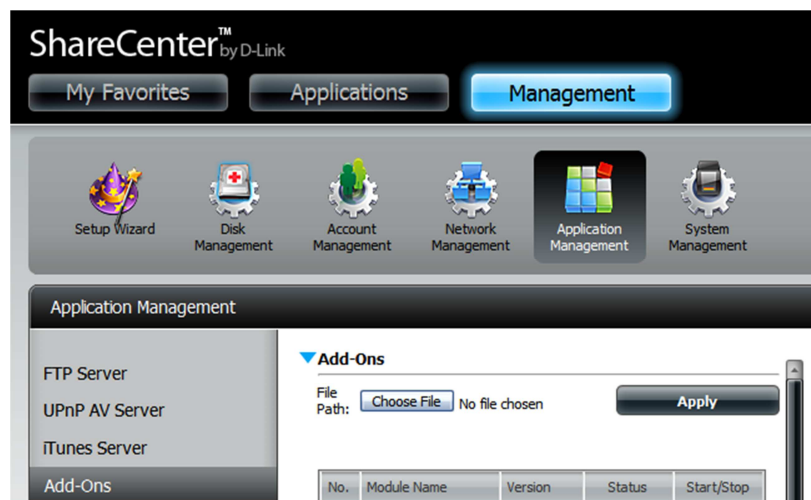 ShareCenter™ by D-Link
My Favorites Applications Management
Setup Wizard Disk Management Account Management Network Management Application Management System Management
Application Management
FTP Server
UPnP AV Server
iTunes Server
Add-Ons
Add-Ons
File Path: Choose File No file chosen Apply
No. Module Name Version Status Start/Stop